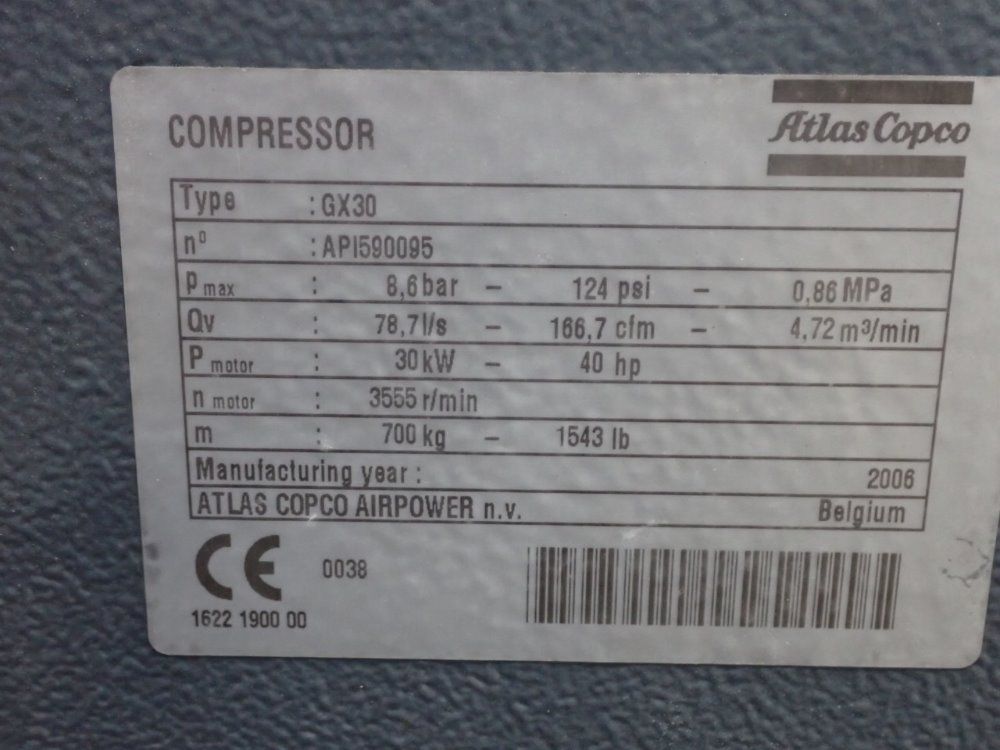 COMPRESSOR
Atlas Copco
Type : GX30
nº : API590095
P max : 8,6 bar – 124 psi – 0,86 MPa
Qv : 78,7 l/s – 166,7 cfm – 4,72 m³/min
P motor : 30 kW – 40 hp
n motor : 3555 r/min
m : 700 kg – 1543 lb
Manufacturing year : 2006
ATLAS COPCO AIRPOWER n.v. Belgium
CE 0038
1622 1900 00